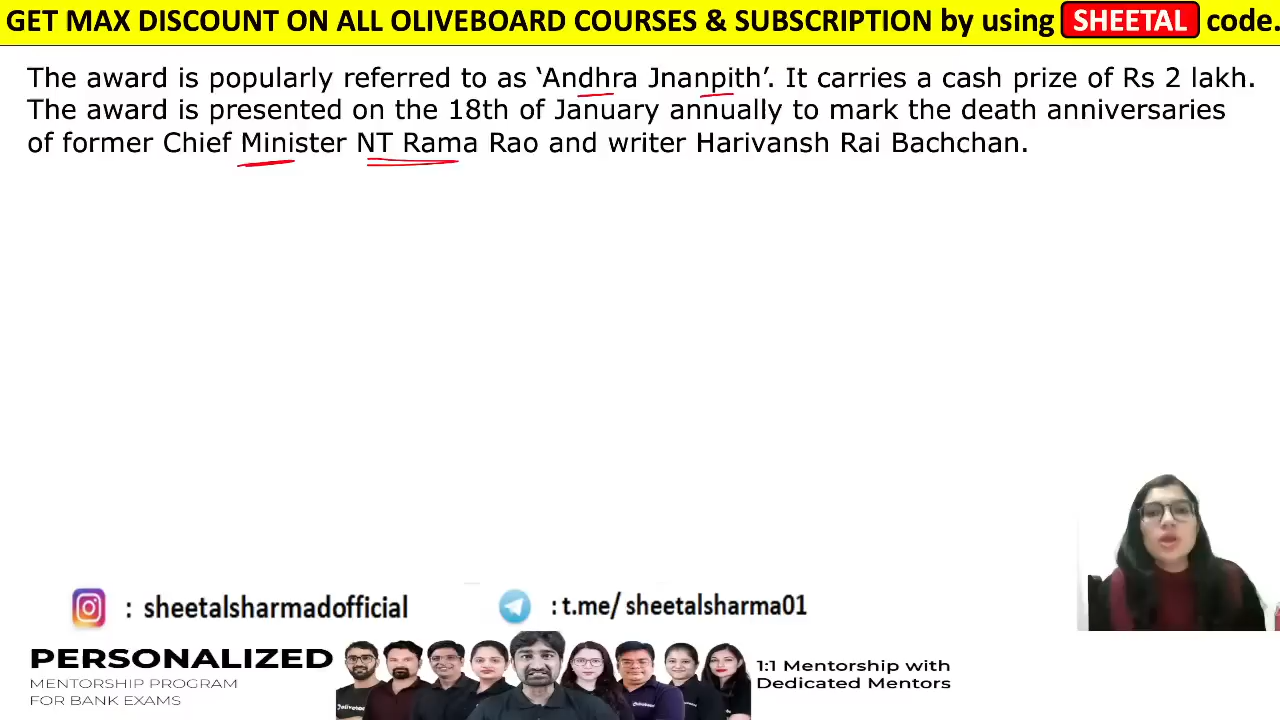 GET MAX DISCOUNT ON ALL OLIVEBOARD COURSES & SUBSCRIPTION by using SHEETAL code.
The award is popularly referred to as ‘Andhra Jnanpith’. It carries a cash prize of Rs 2 lakh.
The award is presented on the 18th of January annually to mark the death anniversaries
of former Chief Minister NT Rama Rao and writer Harivansh Rai Bachchan.
: sheetalsharmadofficial
: t.me/ sheetalsharma01
PERSONALIZED
MENTORSHIP PROGRAM
FOR BANK EXAMS
1:1 Mentorship with
Dedicated Mentors